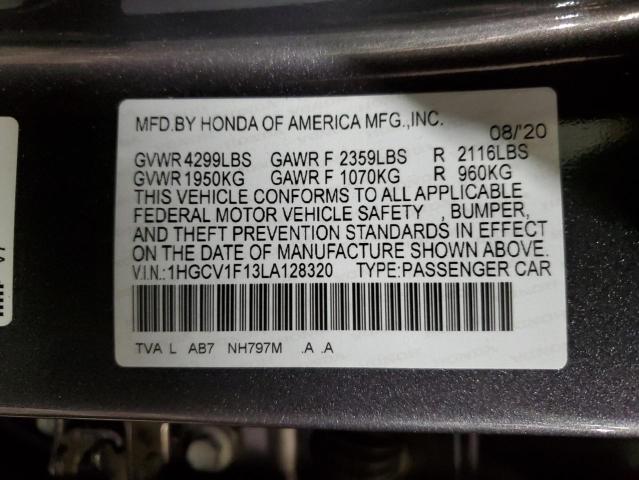 MFD.BY HONDA OF AMERICA MFG.,INC. 08/'20
GVWR 4299LBS GAWR F 2359LBS R 2116LBS
GVWR 1950KG GAWR F 1070KG R 960KG
THIS VEHICLE CONFORMS TO ALL APPLICABLE
FEDERAL MOTOR VEHICLE SAFETY , BUMPER,
AND THEFT PREVENTION STANDARDS IN EFFECT
ON THE DATE OF MANUFACTURE SHOWN ABOVE.
V.I.N.:1HGCV1F13LA128320 TYPE:PASSENGER CAR
TVA L AB7 NH797M .A .A